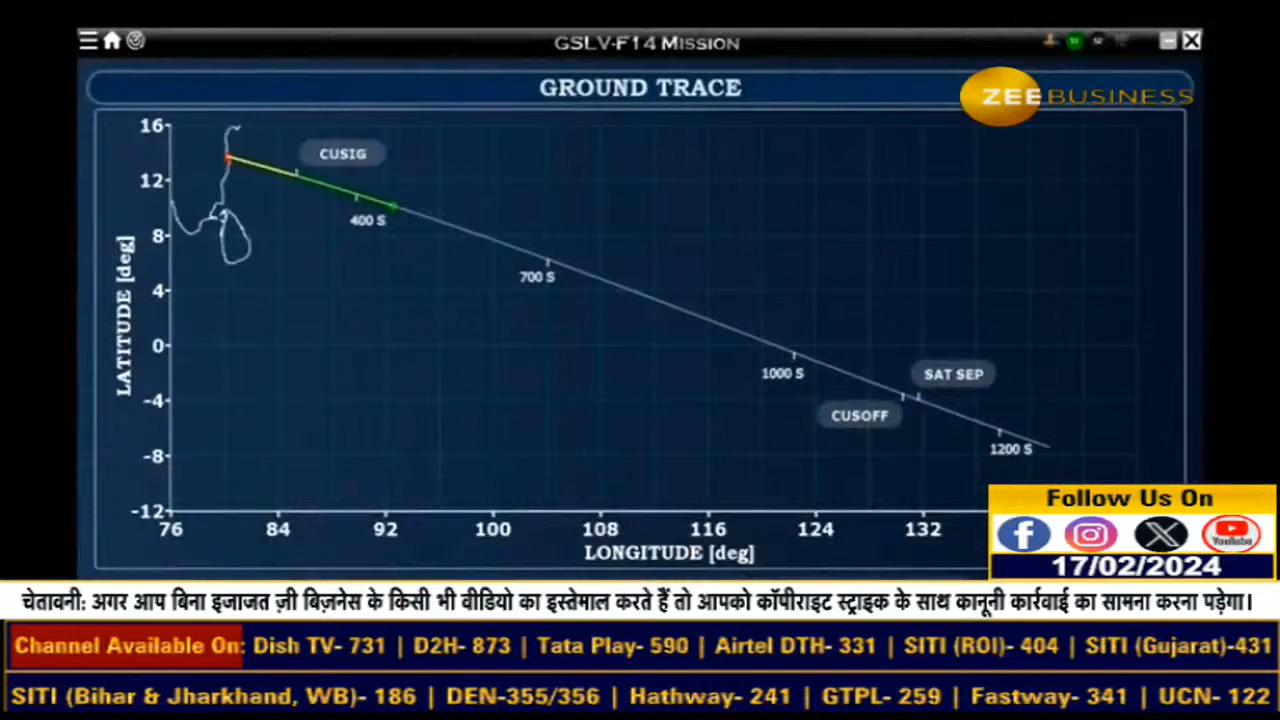 GSLV-F14 MISSION
GROUND TRACE
ZEE BUSINESS
16
12
8
4
0
-4
-8
-12
LATITUDE [deg]
CUSIG
400 S
700 S
1000 S
SAT SEP
CUSOFF
1200 S
76 84 92 100 108 116 124 132
LONGITUDE [deg]
Follow Us On
YouTube
17/02/2024
चेतावनी: अगर आप बिना इजाजत ज़ी बिज़नेस के किसी भी वीडियो का इस्तेमाल करते हैं तो आपको कॉपीराइट स्ट्राइक के साथ कानूनी कार्रवाई का सामना करना पड़ेगा।
Channel Available On: Dish TV- 731 | D2H- 873 | Tata Play- 590 | Airtel DTH- 331 | SITI (ROI)- 404 | SITI (Gujarat)-431
SITI (Bihar & Jharkhand, WB)- 186 | DEN-355/356 | Hathway- 241 | GTPL- 259 | Fastway- 341 | UCN- 122